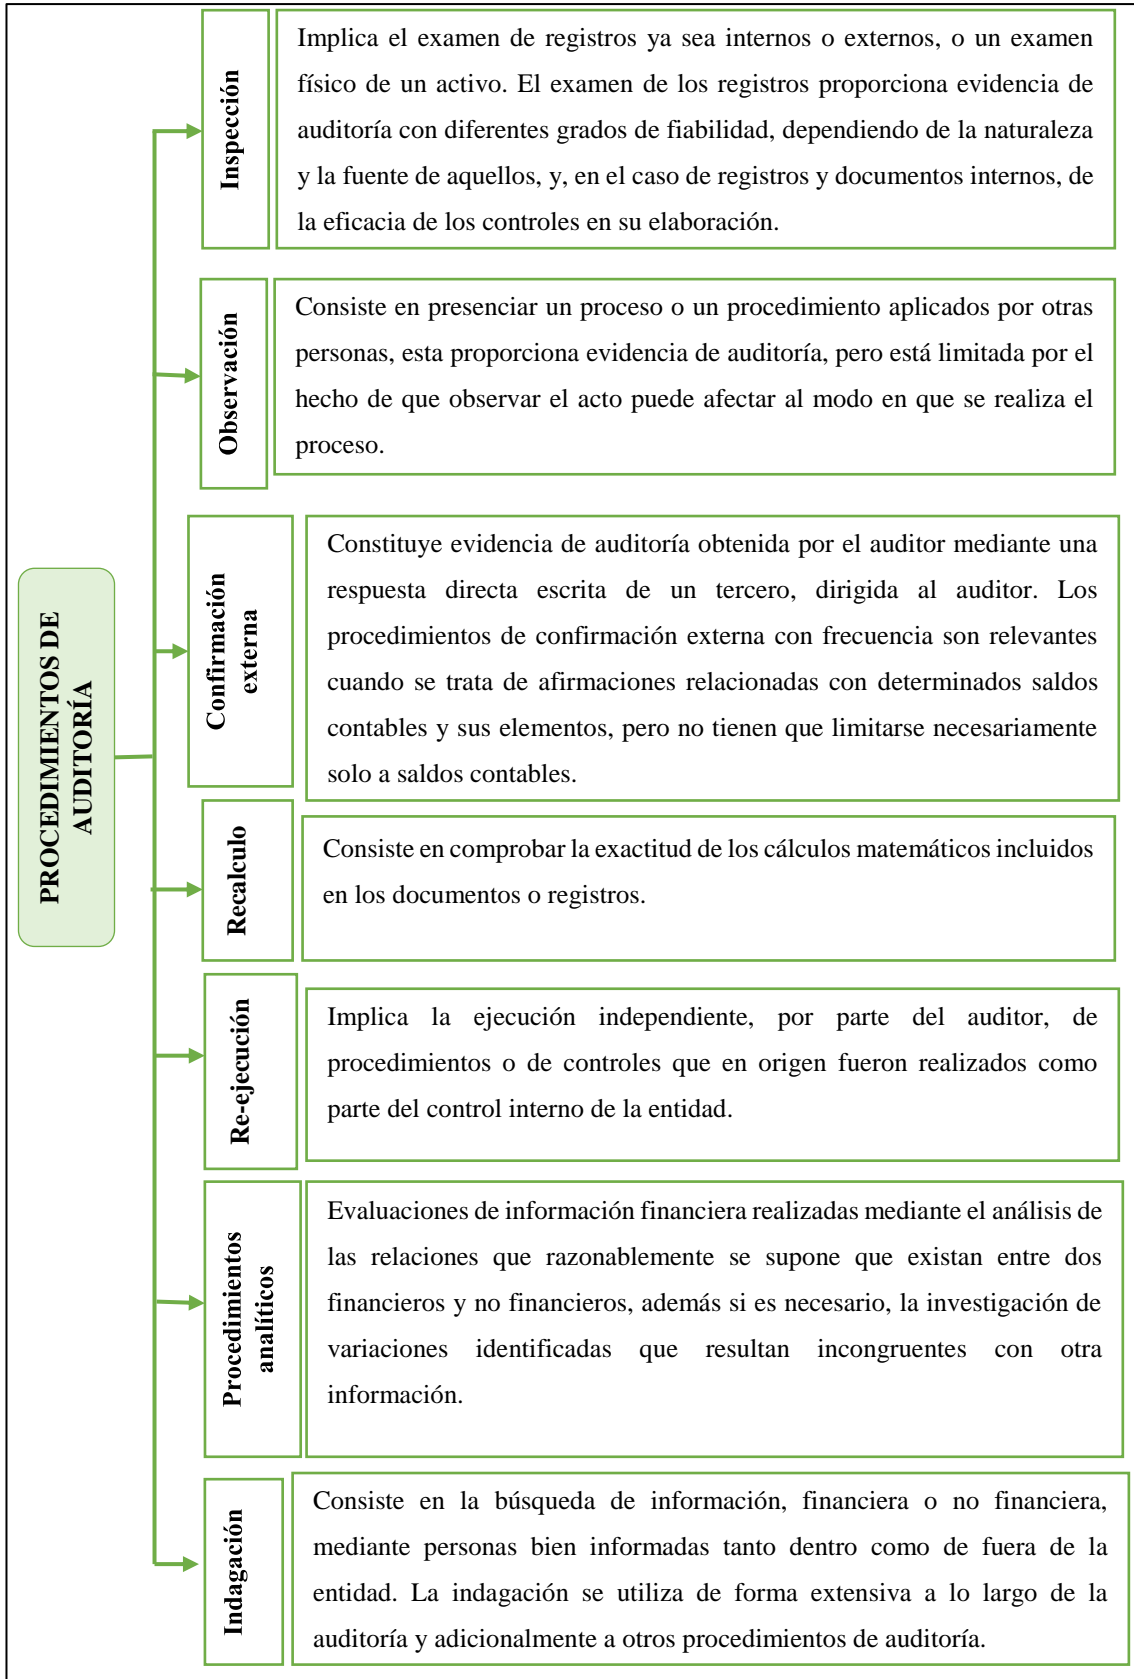 PROCEDIMIENTOS DE
AUDITORÍA
Inspección
Implica el examen de registros ya sea internos o externos, o un examen
físico de un activo. El examen de los registros proporciona evidencia de
auditoría con diferentes grados de fiabilidad, dependiendo de la naturaleza
y la fuente de aquellos, y, en el caso de registros y documentos internos, de
la eficacia de los controles en su elaboración.
Observación
Consiste en presenciar un proceso o un procedimiento aplicados por otras
personas, esta proporciona evidencia de auditoría, pero está limitada por el
hecho de que observar el acto puede afectar al modo en que se realiza el
proceso.
Confirmación
externa
Constituye evidencia de auditoría obtenida por el auditor mediante una
respuesta directa escrita de un tercero, dirigida al auditor. Los
procedimientos de confirmación externa con frecuencia son relevantes
cuando se trata de afirmaciones relacionadas con determinados saldos
contables y sus elementos, pero no tienen que limitarse necesariamente
solo a saldos contables.
Recalculo
Consiste en comprobar la exactitud de los cálculos matemáticos incluidos
en los documentos o registros.
Re-ejecución
Implica la ejecución independiente, por parte del auditor, de
procedimientos o de controles que en origen fueron realizados como
parte del control interno de la entidad.
Procedimientos
analíticos
Evaluaciones de información financiera realizadas mediante el análisis de
las relaciones que razonablemente se supone que existan entre dos
financieros y no financieros, además si es necesario, la investigación de
variaciones identificadas que resultan incongruentes con otra
información.
Indagación
Consiste en la búsqueda de información, financiera o no financiera,
mediante personas bien informadas tanto dentro como de fuera de la
entidad. La indagación se utiliza de forma extensiva a lo largo de la
auditoría y adicionalmente a otros procedimientos de auditoría.